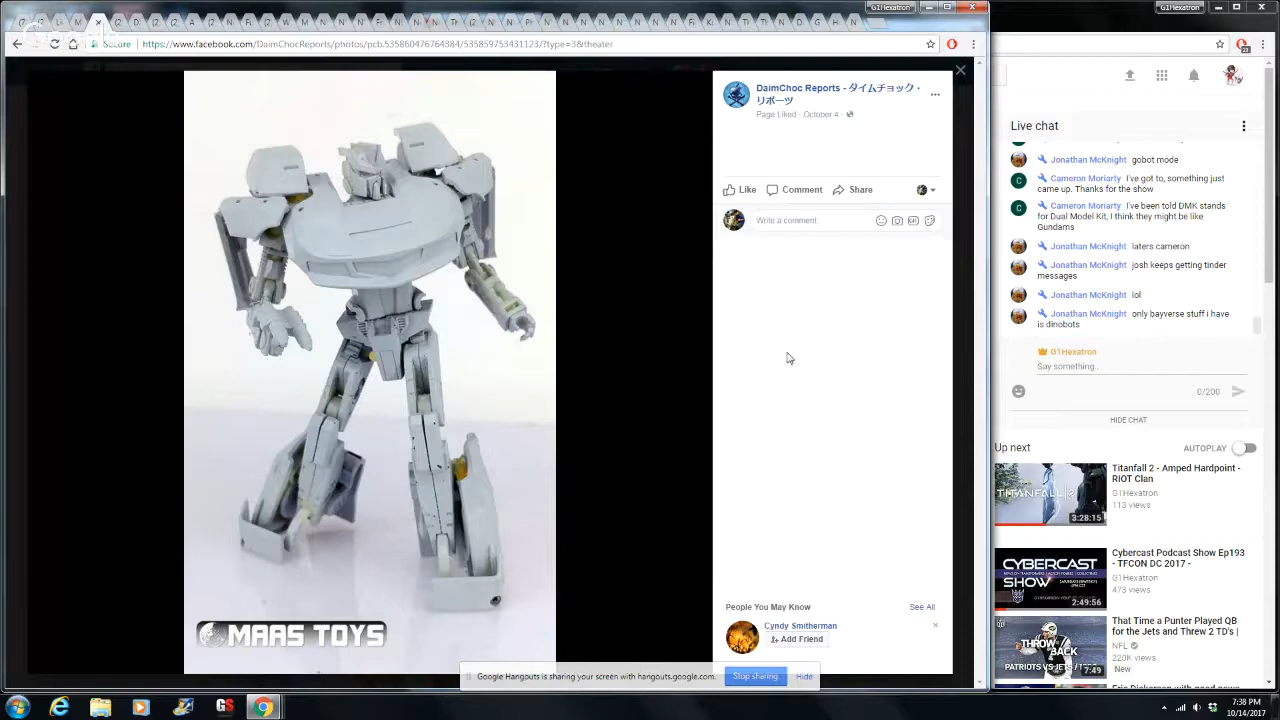 G1Hexatron
G1Hexatron
Secure
https://www.facebook.com/DaimChocReports/photos/pcb.535860476764384/535859753431123/?type=3&theater
DaimChoc Reports - ダイムチョック・
リポーツ
Page Liked · October 4 ·
Like
Comment
Share
Write a comment..
People You May Know
See All
Cyndy Smitherman
Add Friend
MAAS TOYS
Google Hangouts is sharing your screen with hangouts.google.com.
Stop sharing
Hide
Live chat
Jonathan McKnight gobot mode
Cameron Moriarty I've got to, something just
came up. Thanks for the show
Cameron Moriarty I've been told DMK stands
for Dual Model Kit, I think they might be like
Gundams
Jonathan McKnight laters cameron
Jonathan McKnight josh keeps getting tinder
messages
Jonathan McKnight lol
Jonathan McKnight only bayverse stuff i have
is dinobots
G1Hexatron
Say something..
0/200
HIDE CHAT
Up next
AUTOPLAY
TITANFALL 2
3:28:15
Titanfall 2 - Amped Hardpoint -
RIOT Clan
G1Hexatron
113 views
CYBERCAST
SHOW
2:49:56
Cybercast Podcast Show Ep193
- TFCON DC 2017 -
G1Hexatron
473 views
THROW
BACK
PATRIOTS VS JETS
7:49
That Time a Punter Played QB
for the Jets and Threw 2 TD's |
NFL
220K views
New
7:38 PM
10/14/2017